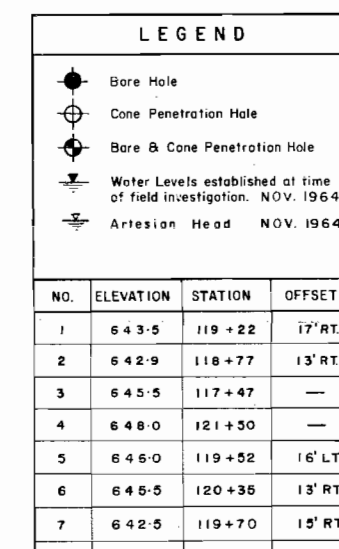 LEGEND
Bore Hole
Cone Penetration Hale
Bare & Cone Penetration Hole
Water Levels established at time
of field investigation. NOV. 1964
Artesian Head NOV. 1964
NO. ELEVATION STATION OFFSET
1 643.5 119+22 17' RT.
2 642.9 118+77 13' RT.
3 645.5 117+47 —
4 648.0 121+50 —
5 646.0 119+52 16' LT
6 645.5 120+35 13' RT
7 642.5 119+70 15' RT